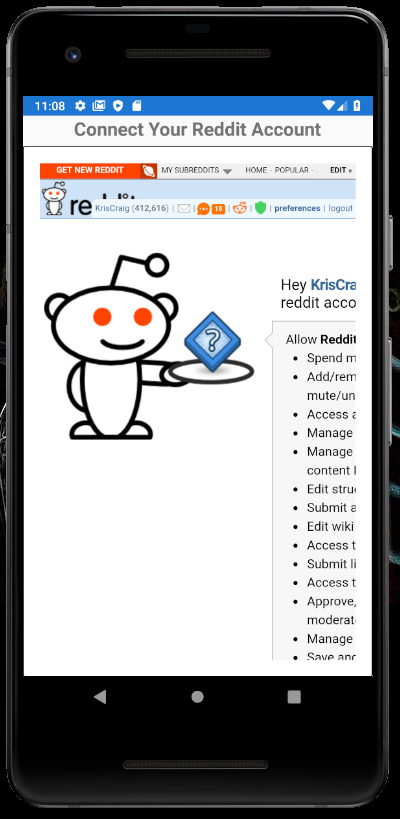 11:08
Connect Your Reddit Account
GET NEW REDDIT MY SUBREDDITS HOME - POPULAR - EDIT »
KrisCraig (412,616) | | 19 | | | preferences | logout
?
Hey KrisCra
reddit acco
Allow Reddit
Spend m
Add/rem
mute/un
Access a
Manage
Manage
content
Edit stru
Submit a
Edit wiki
Access t
Submit li
Access t
Approve,
moderat
Manage
Save and